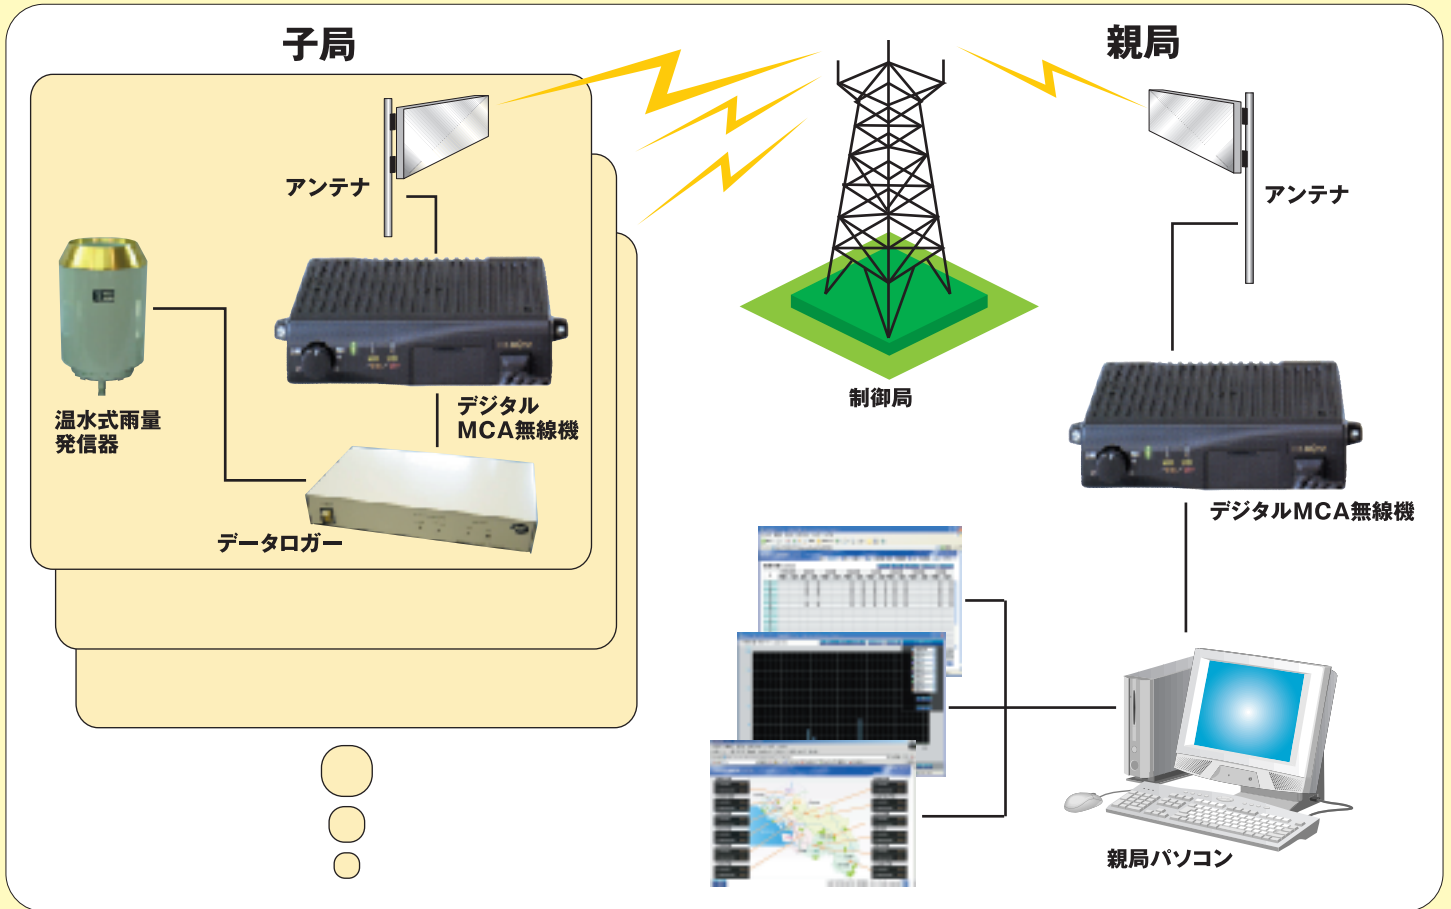 子局
親局
アンテナ
アンテナ
温水式雨量
発信器
デジタル
MCA無線機
データロガー
制御局
デジタルMCA無線機
親局パソコン